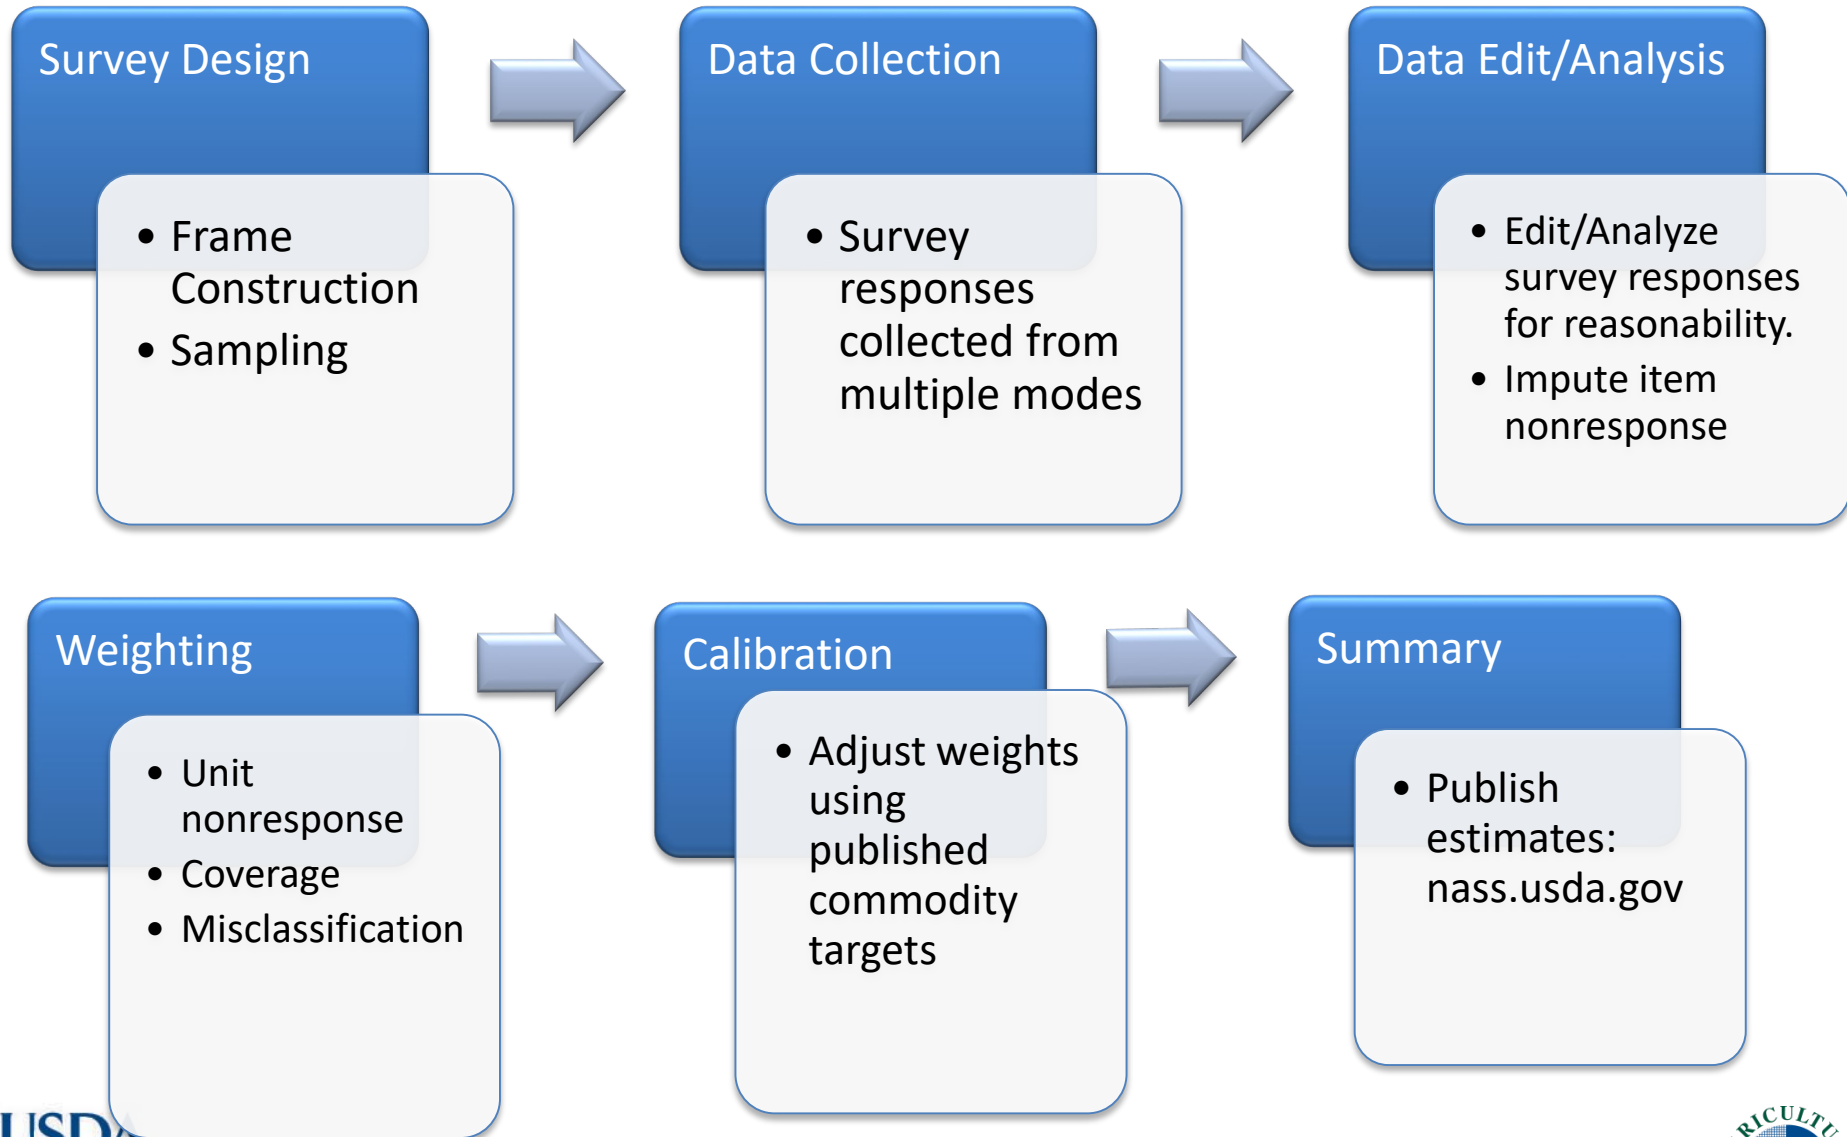 Survey Design
• Frame
Construction
• Sampling
Data Collection
• Survey
responses
collected from
multiple modes
Data Edit/Analysis
• Edit/Analyze
survey responses
for reasonability.
• Impute item
nonresponse
Weighting
• Unit
nonresponse
• Coverage
• Misclassification
Calibration
• Adjust weights
using
published
commodity
targets
Summary
• Publish
estimates:
nass.usda.gov
USDA